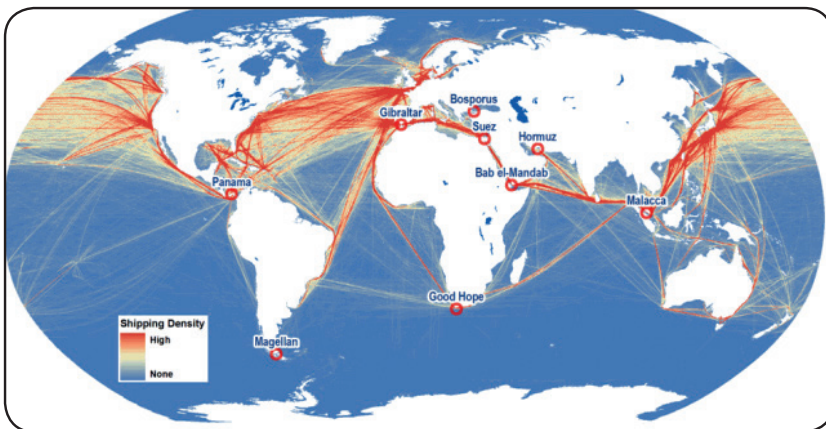 Bosporus
Gibraltar
Suez
Hormuz
Bab el-Mandab
Panama
Malacca
Good Hope
Shipping Density
High
None
Magellan